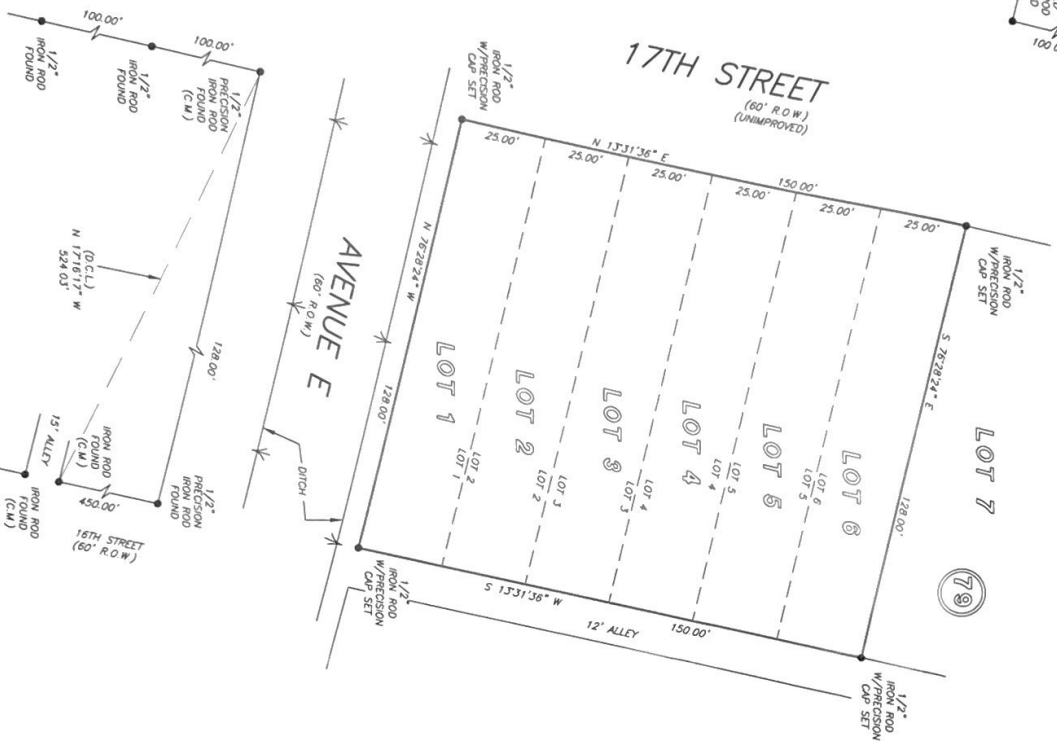 100.00'
100.00'
1/2"
IRON ROD
FOUND
1/2"
IRON ROD
FOUND
1/2"
PRECISION
IRON ROD
FOUND
(C.M.)
1/2"
IRON ROD
W/PRECISION
CAP SET
17TH STREET
(60' R.O.W.)
(UNIMPROVED)
25.00'
N 13°31'36" E
25.00'
25.00'
150.00'
25.00'
25.00'
25.00'
1/2"
IRON ROD
W/PRECISION
CAP SET
N 76°28'24" W
128.00'
AVENUE E
(60' R.O.W.)
DITCH
(D.C.L.)
N 17°16'17" W
524.03'
128.00'
LOT 1
LOT 2
LOT 3
LOT 4
LOT 5
LOT 6
LOT 2
LOT 1
LOT 3
LOT 2
LOT 4
LOT 3
LOT 5
LOT 4
LOT 6
LOT 5
S 76°28'24" E
128.00'
LOT 7
79
15' ALLEY
IRON ROD
FOUND
(C.M.)
450.00'
1/2"
PRECISION
IRON ROD
FOUND
16TH STREET
(60' R.O.W.)
IRON ROD
FOUND
(C.M.)
1/2"
IRON ROD
W/PRECISION
CAP SET
S 13°31'36" W
12' ALLEY
150.00'
1/2"
IRON ROD
W/PRECISION
CAP SET